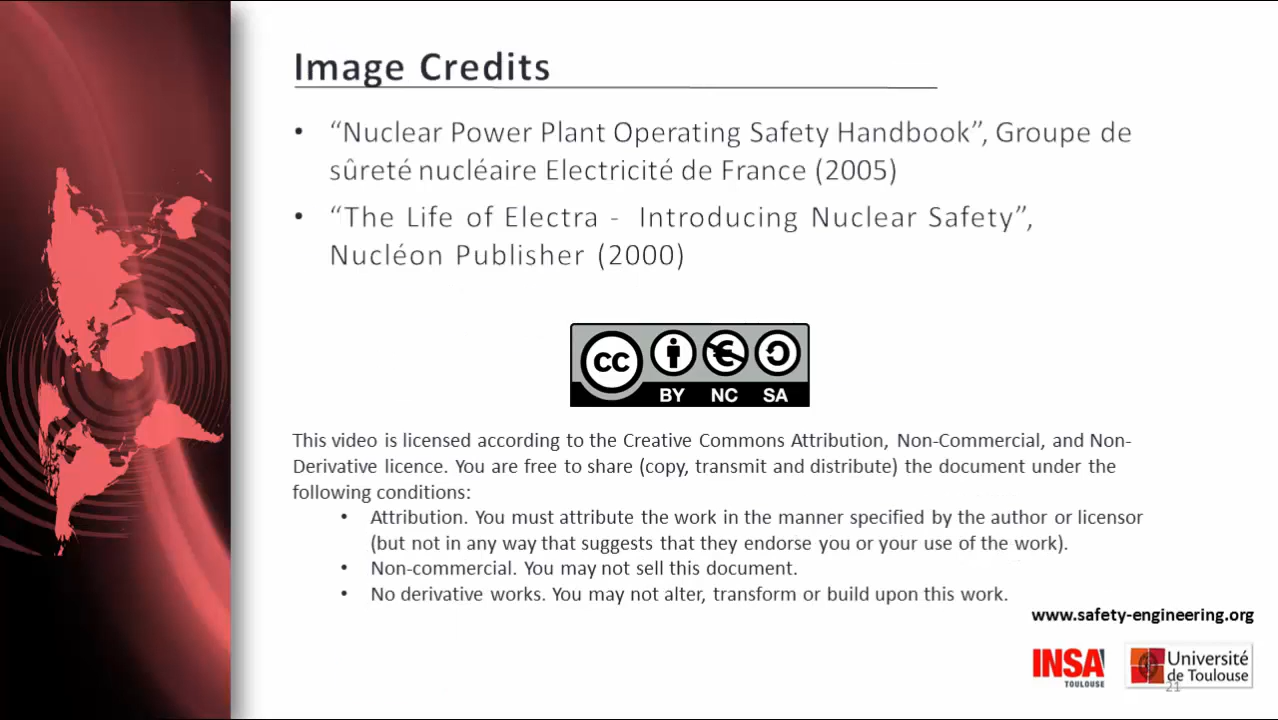 Image Credits
• “Nuclear Power Plant Operating Safety Handbook”, Groupe de
sûreté nucléaire Electricité de France (2005)
• “The Life of Electra - Introducing Nuclear Safety”,
Nucléon Publisher (2000)
cc
BY NC SA
This video is licensed according to the Creative Commons Attribution, Non-Commercial, and Non-
Derivative licence. You are free to share (copy, transmit and distribute) the document under the
following conditions:
• Attribution. You must attribute the work in the manner specified by the author or licensor
(but not in any way that suggests that they endorse you or your use of the work).
• Non-commercial. You may not sell this document.
• No derivative works. You may not alter, transform or build upon this work.
www.safety-engineering.org
INSA
TOULOUSE
Université
de Toulouse
21